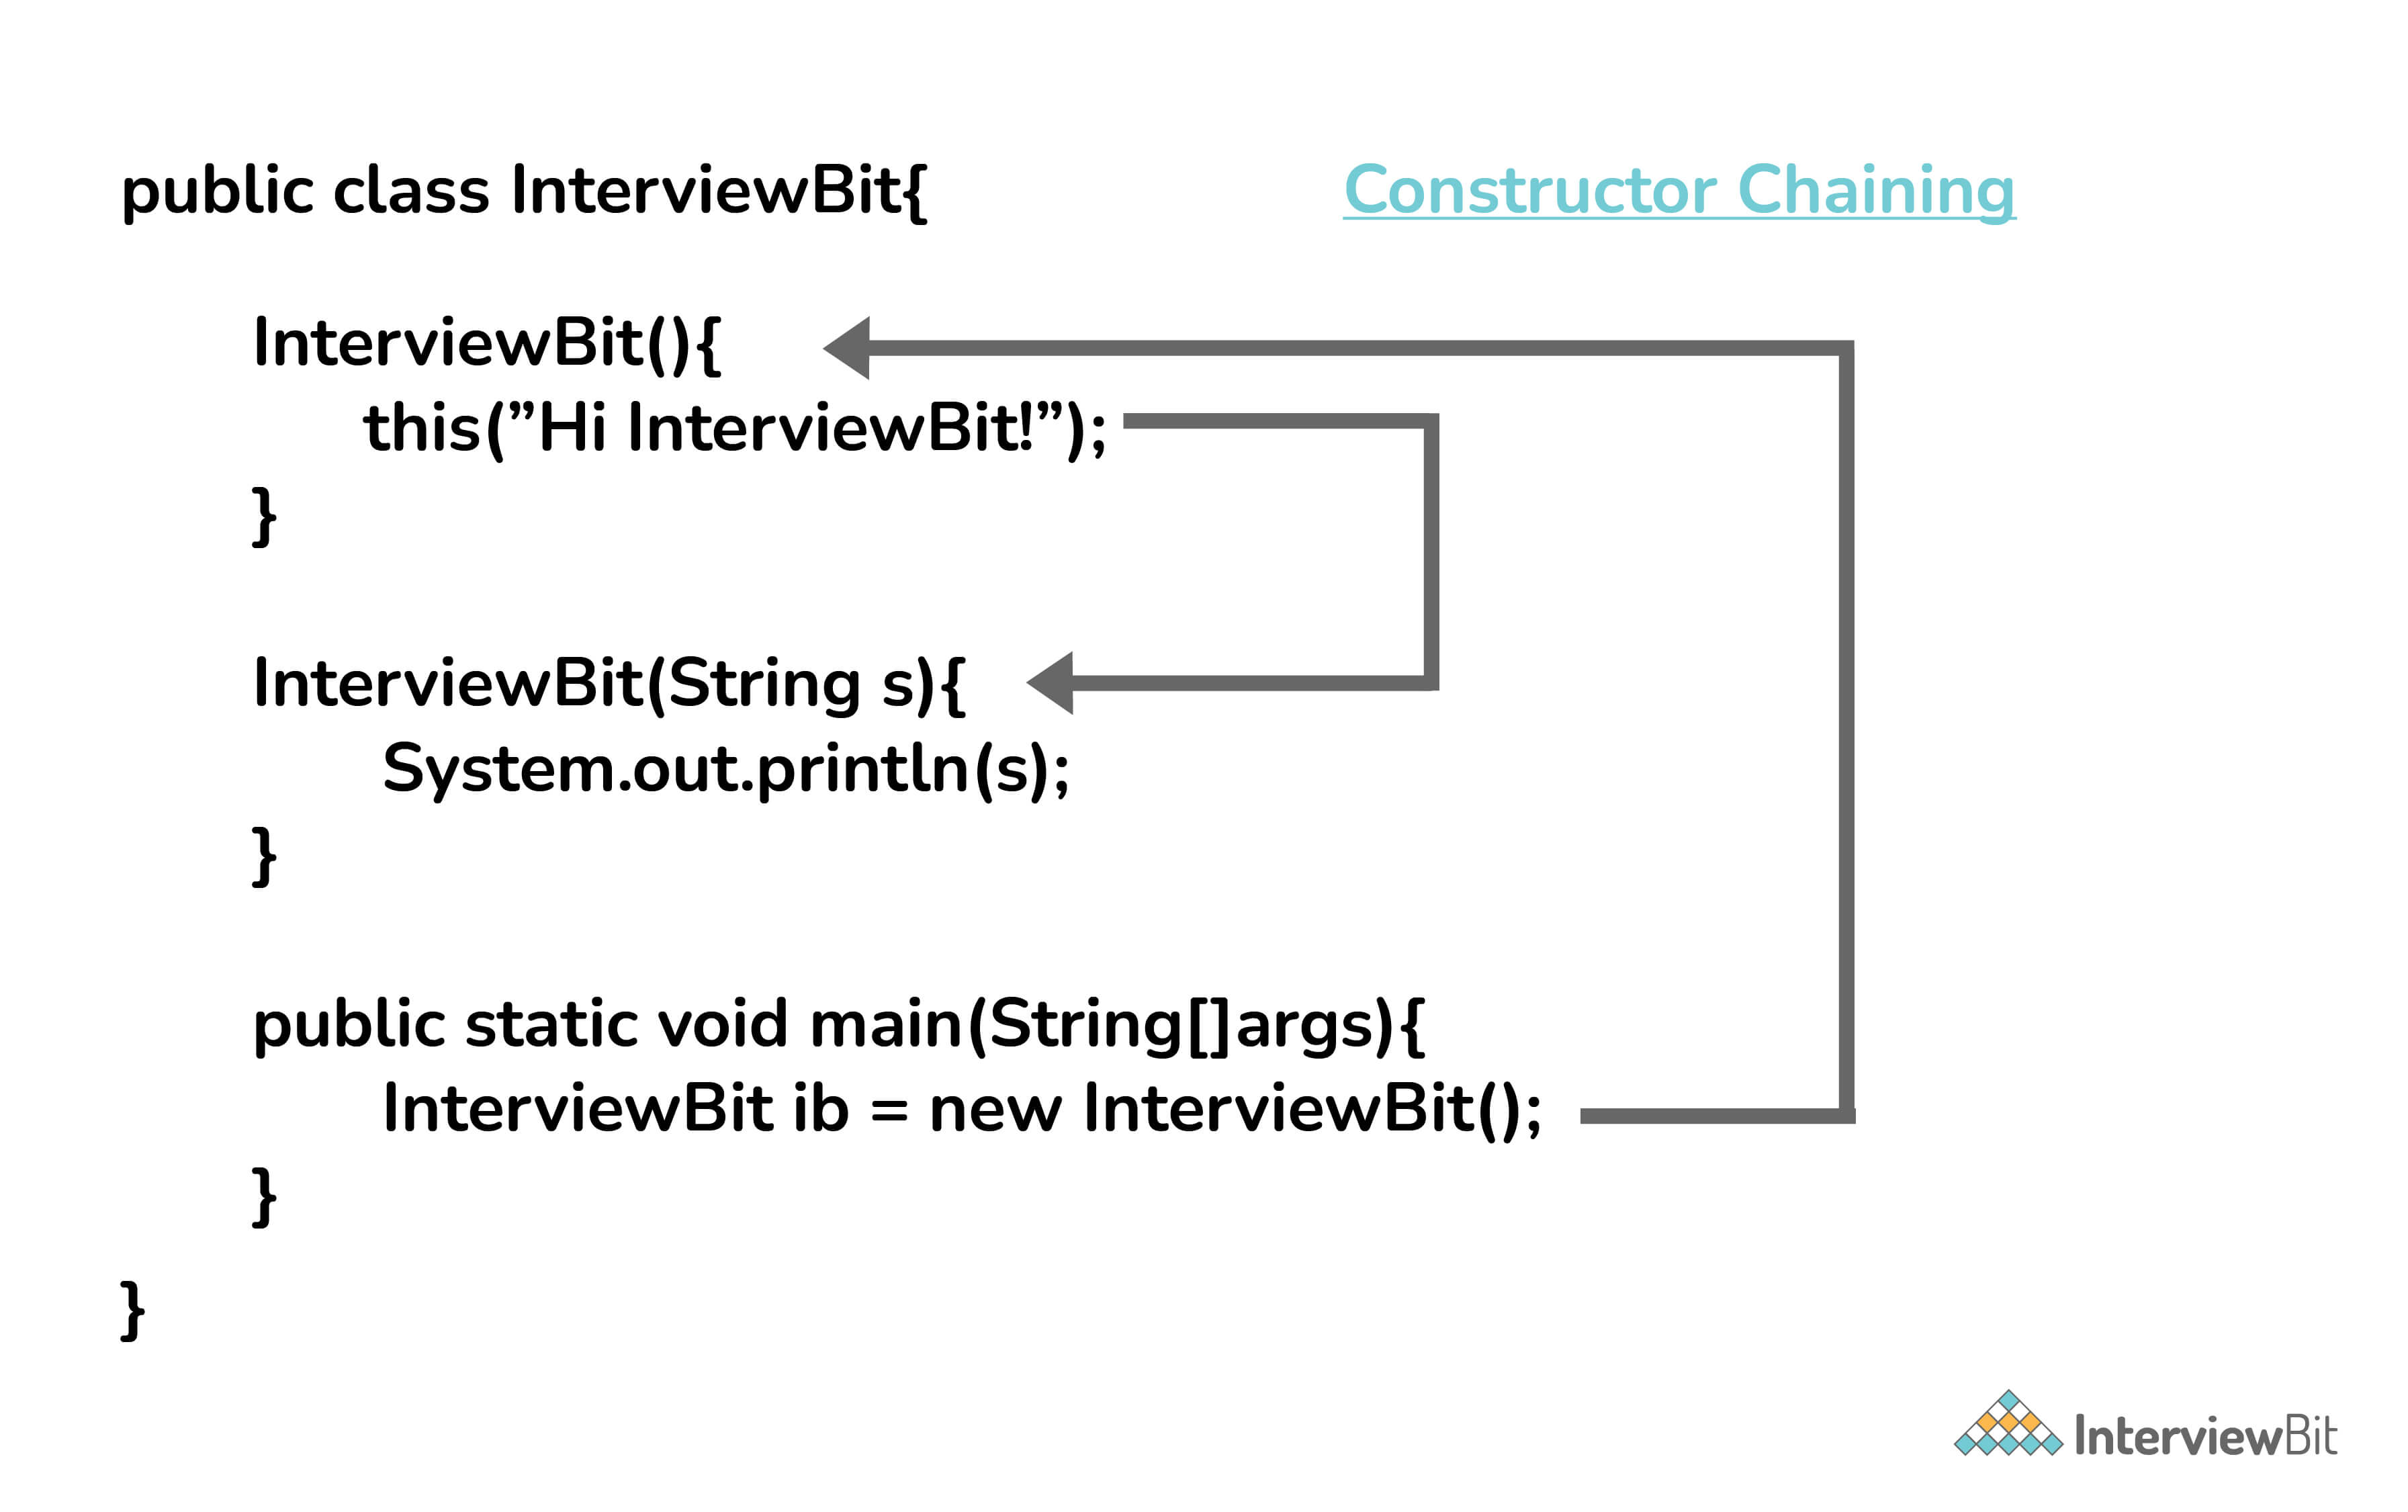 public class InterviewBit{
Constructor Chaining
InterviewBit(){
this(”Hi InterviewBit!”);
}
InterviewBit(String s){
System.out.println(s);
}
public static void main(String[]args){
InterviewBit ib = new InterviewBit();
}
}
InterviewBit